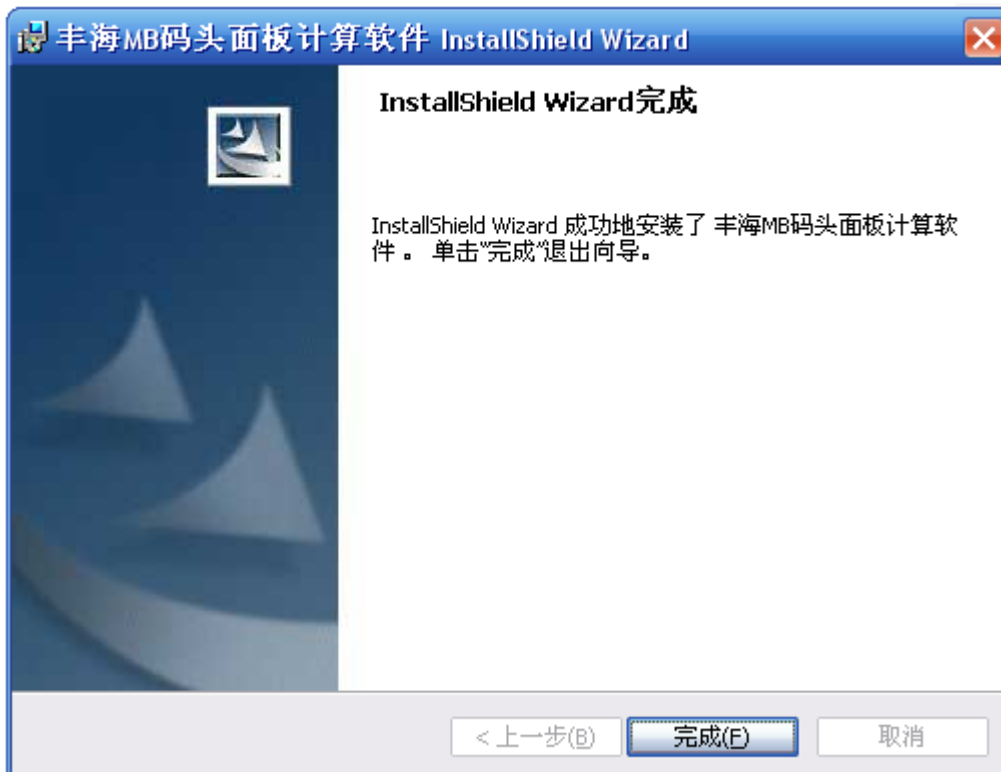 丰海MB码头面板计算软件 InstallShield Wizard
InstallShield Wizard完成
InstallShield Wizard 成功地安装了 丰海MB码头面板计算软
件 。 单击“完成”退出向导。
< 上一步(B) 完成(F) 取消